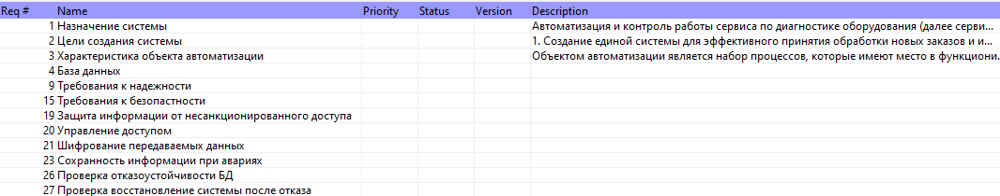 Req # Name Priority Status Version Description
1 Назначение системы Автоматизация и контроль работы сервиса по диагностике оборудования (далее серви...
2 Цели создания системы 1. Создание единой системы для эффективного принятия обработки новых заказов и и...
3 Характеристика объекта автоматизации Объектом автоматизации является набор процессов, которые имеют место в функциони.
4 База данных
9 Требования к надежности
15 Требования к безопастности
19 Защита информации от несанкционированного доступа
20 Управление доступом
21 Шифрование передаваемых данных
23 Сохранность информации при авариях
26 Проверка отказоустойчивости БД
27 Проверка восстановление системы после отказа